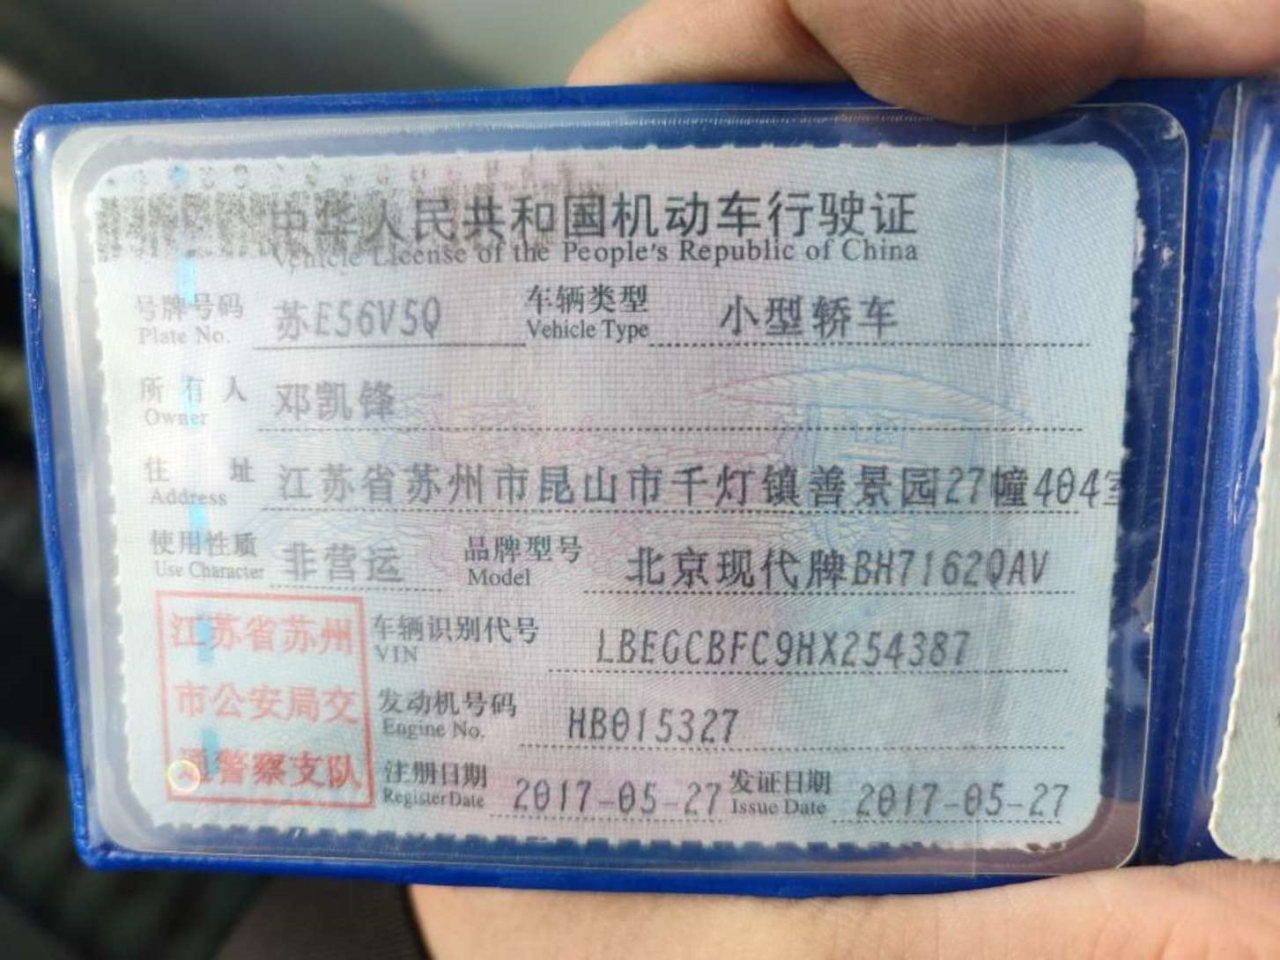 中华人民共和国机动车行驶证
Vehicle License of the People's Republic of China
号牌号码 苏E56V5Q 车辆类型 小型轿车
Plate No. Vehicle Type
所有人 邓凯锋
Owner
住址 江苏省苏州市昆山市千灯镇善景园27幢404室
Address
使用性质 非营运 品牌型号 北京现代牌BH7162QAV
Use Character Model
江苏省苏州
市公安局交
通警察支队
车辆识别代号 LBEGCBFC9HX254387
VIN
发动机号码 HB015327
Engine No.
注册日期 2017-05-27 发证日期 2017-05-27
Register Date Issue Date